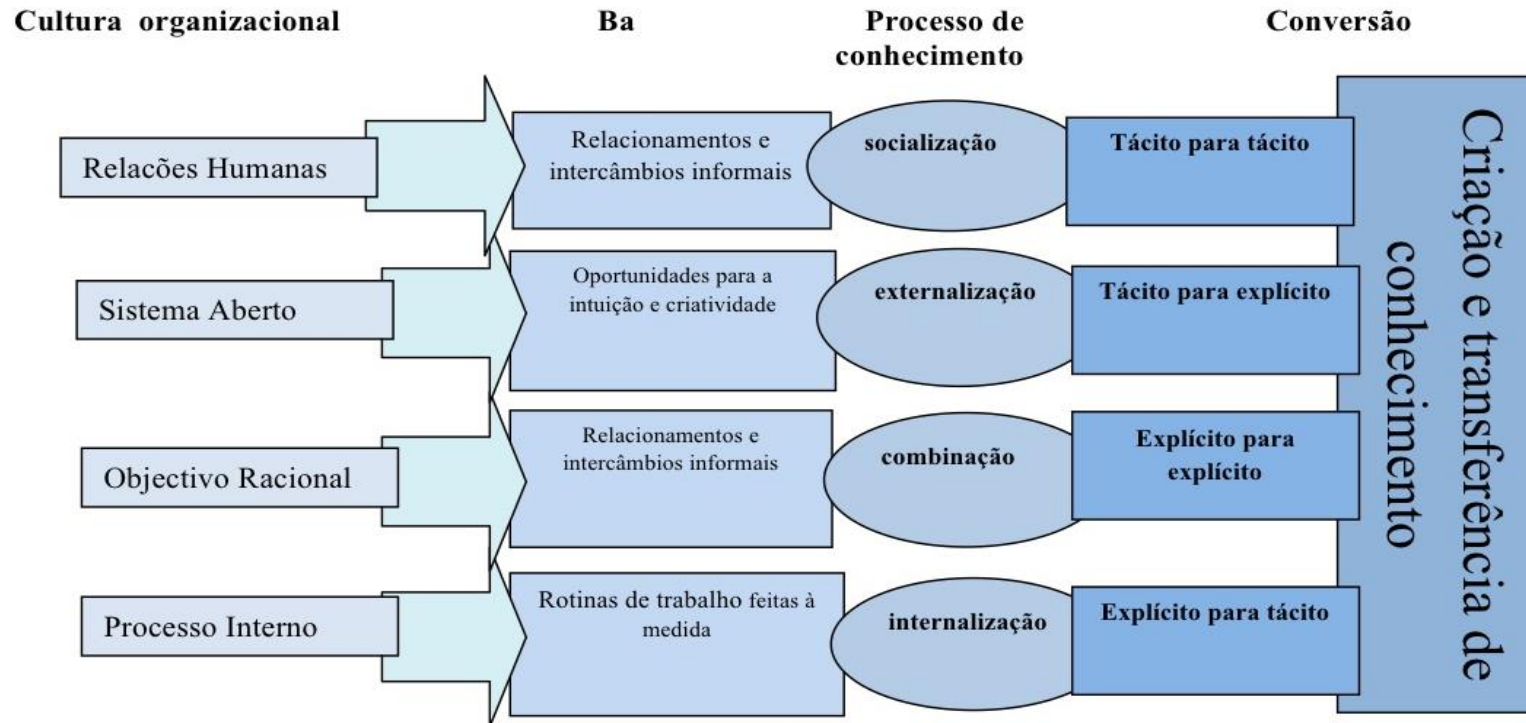 Cultura organizacional
Ba
Processo de
conhecimento
Conversão
Relacões Humanas
Relacionamentos e
intercâmbios informais
socialização
Tácito para tácito
Sistema Aberto
Oportunidades para a
intuição e criatividade
externalização
Tácito para explícito
Objectivo Racional
Relacionamentos e
intercâmbios informais
combinação
Explícito para
explícito
Processo Interno
Rotinas de trabalho feitas à
medida
internalização
Explícito para tácito
Criação e transferência de
conhecimento